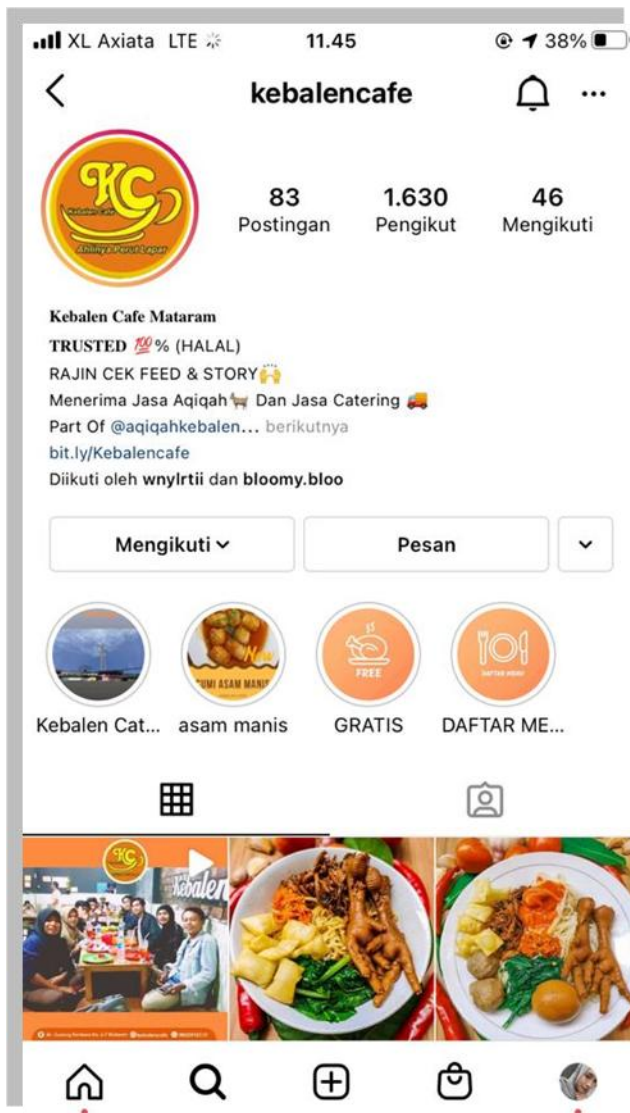 XL Axiata LTE 11.45 38%
kebalencafe
KC
Kebalen Cafe
Ahlinya Perut Lapar
83 1.630 46
Postingan Pengikut Mengikuti
Kebalen Cafe Mataram
TRUSTED 💯% (HALAL)
RAJIN CEK FEED & STORY🙌
Menerima Jasa Aqiqah🐐 Dan Jasa Catering 🚚
Part Of @aqiqahkebalen... berikutnya
bit.ly/Kebalencafe
Diikuti oleh wnylrtii dan bloomy.bloo
Mengikuti Pesan
New
CUMI ASAM MANIS
FREE
DAFTAR MENU
Kebalen Cat... asam manis GRATIS DAFTAR ME...
KC
Kebalen